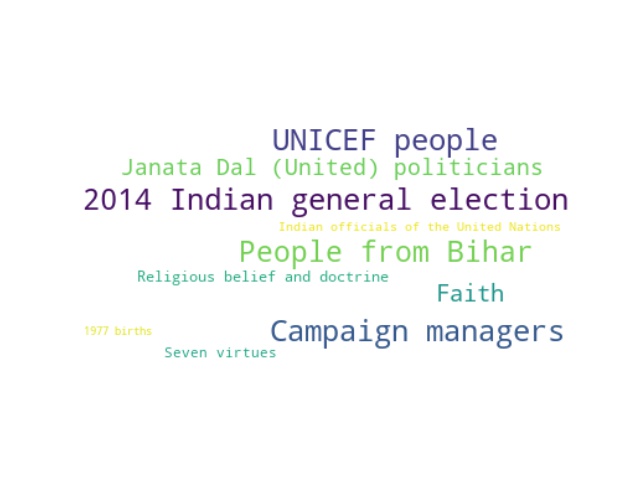 UNICEF people
Janata Dal (United) politicians
2014 Indian general election
Indian officials of the United Nations
People from Bihar
Religious belief and doctrine
Faith
1977 births
Campaign managers
Seven virtues